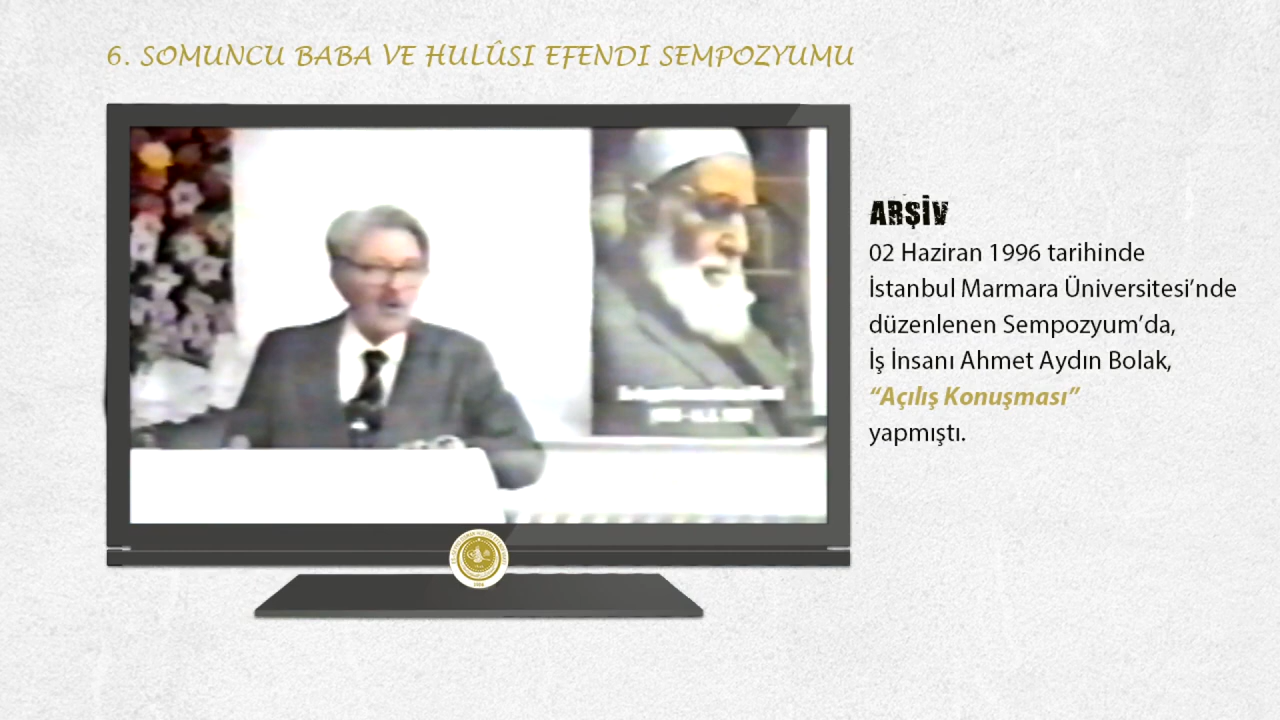 6. SOMUNCU BABA VE HULÛSI EFENDI SEMPOZYUMU
ARŞİV
02 Haziran 1996 tarihinde
İstanbul Marmara Üniversitesi’nde
düzenlenen Sempozyum’da,
İş İnsanı Ahmet Aydın Bolak,
“Açılış Konuşması”
yapmıştı.